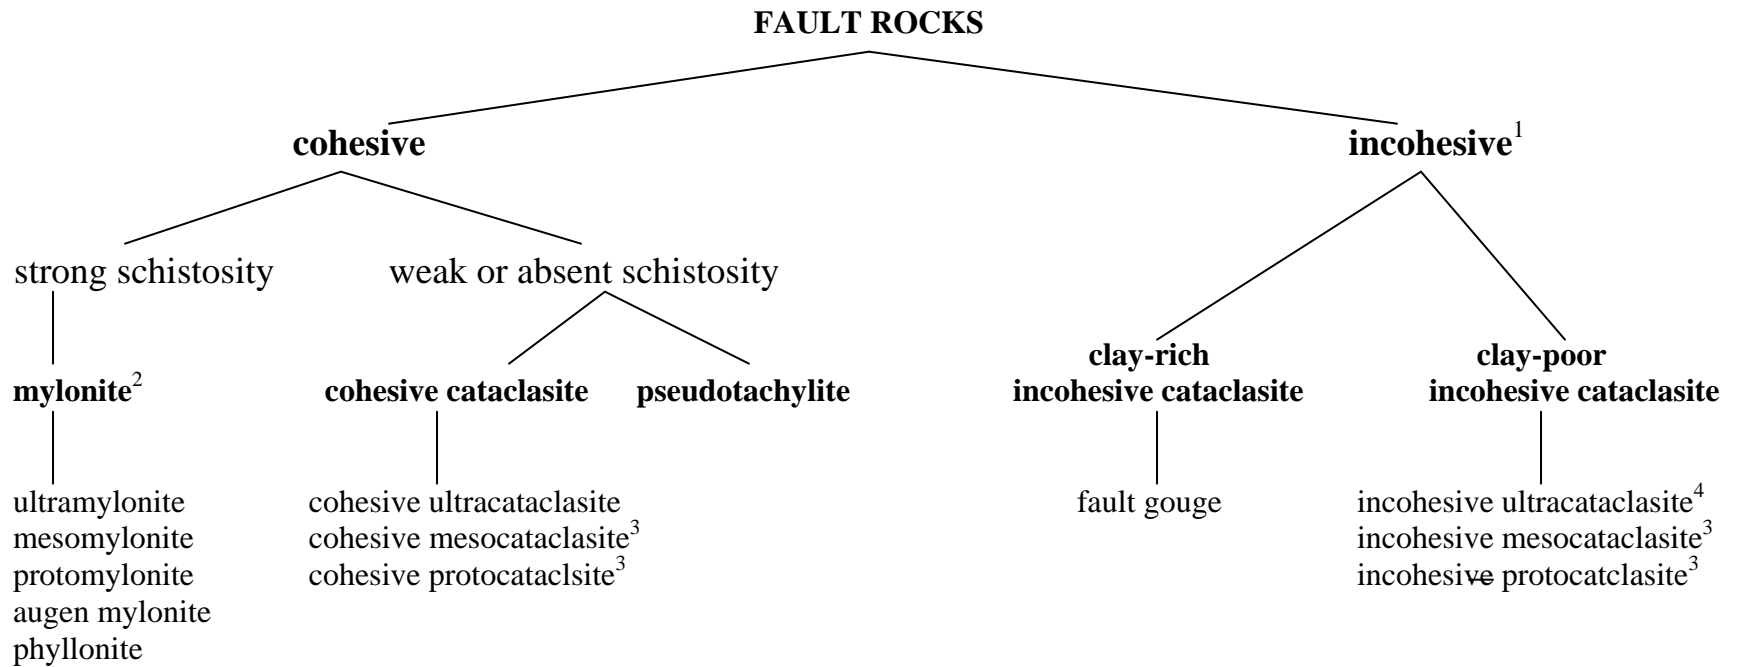 FAULT ROCKS
cohesive
incohesive¹
strong schistosity
weak or absent schistosity
clay-rich
incohesive cataclasite
clay-poor
incohesive cataclasite
mylonite²
cohesive cataclasite
pseudotachylite
ultramylonite
mesomylonite
protomylonite
augen mylonite
phyllonite
cohesive ultracataclasite
cohesive mesocataclasite³
cohesive protocataclsite³
fault gouge
incohesive ultracataclasite⁴
incohesive mesocataclasite³
incohesive protocatclasite³